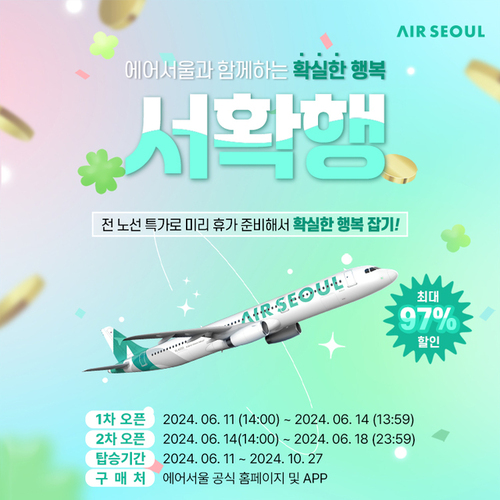 AIR SEOUL
에어서울과 함께하는 확실한 행복
서확행
전 노선 특가로 미리 휴가 준비해서 확실한 행복 잡기!
AIR SEOUL
최대
97%
할인
1차 오픈 2024. 06. 11 (14:00) ~ 2024. 06. 14 (13:59)
2차 오픈 2024. 06. 14(14:00) ~ 2024. 06. 18 (23:59)
탑승기간 2024. 06. 11 ~ 2024. 10. 27
구 매 처 에어서울 공식 홈페이지 및 APP